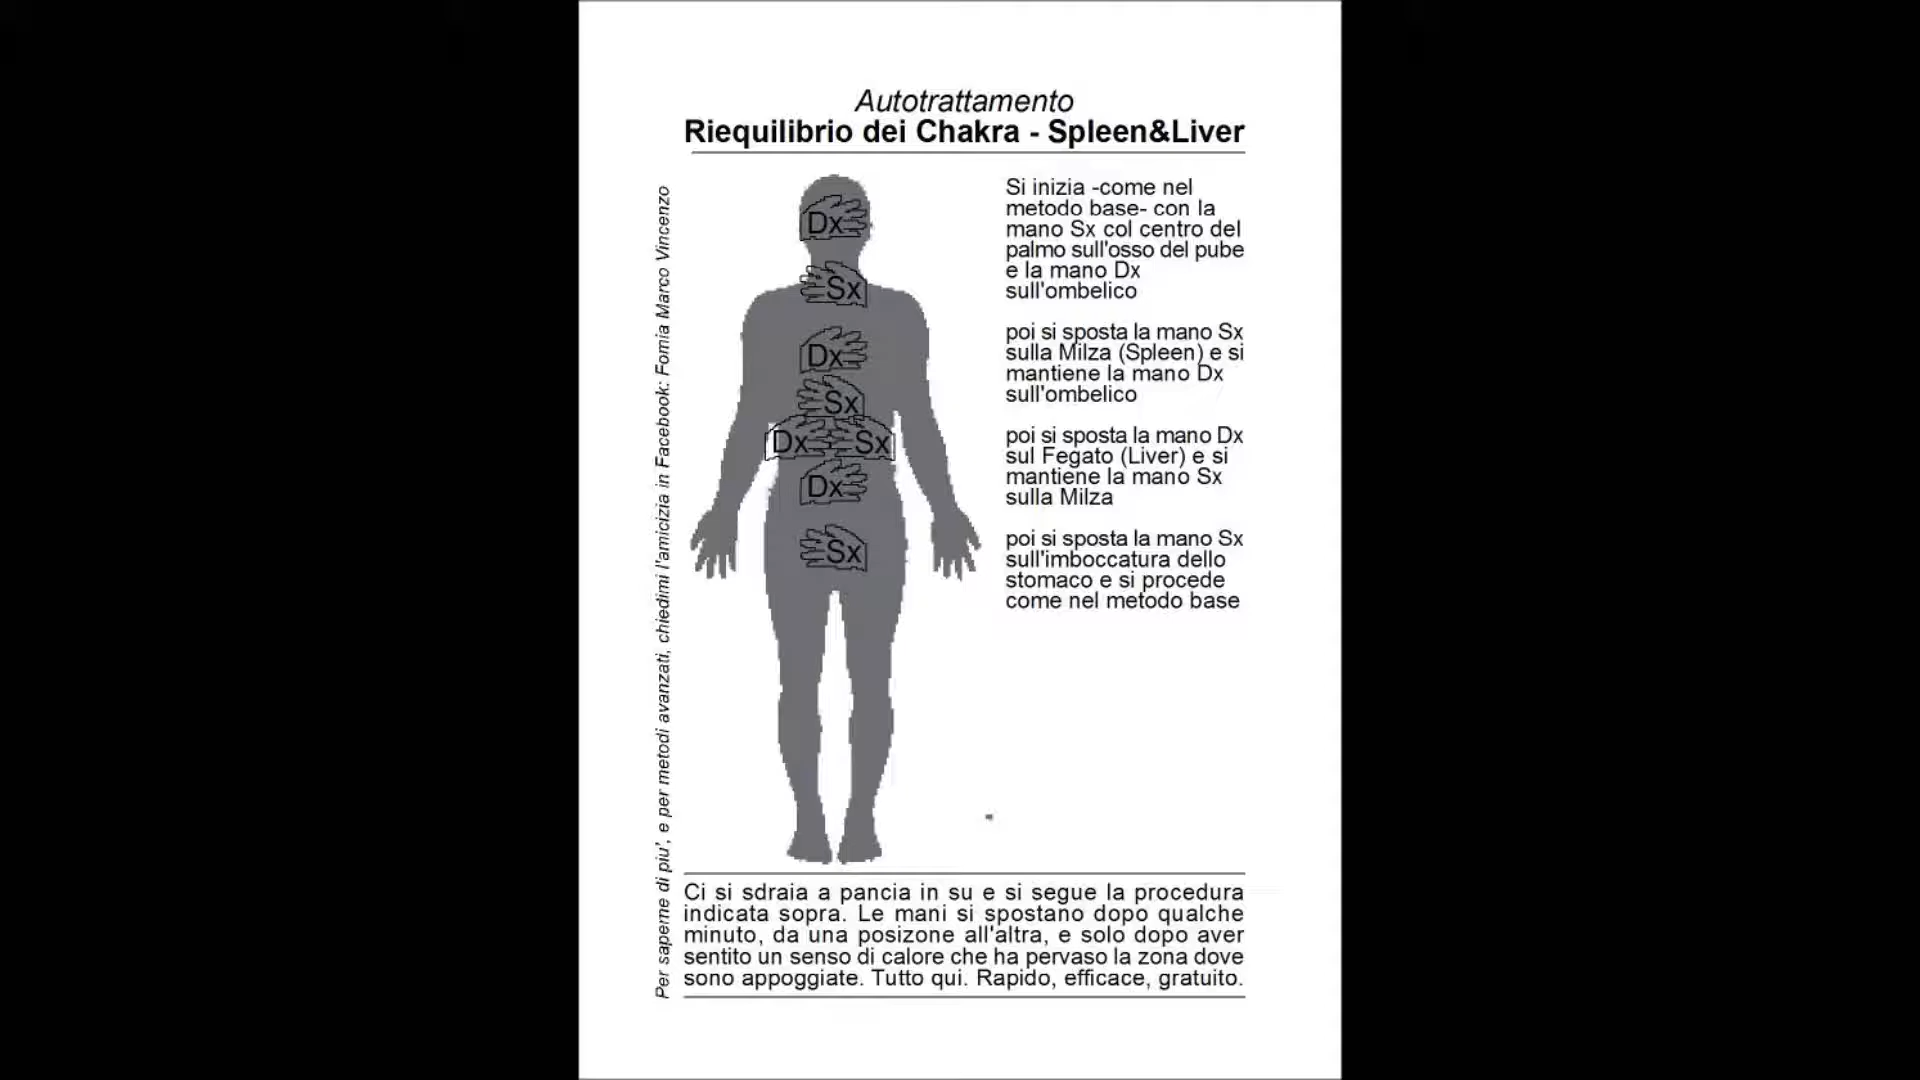 Autotrattamento
Riequilibrio dei Chakra - Spleen&Liver
Per saperne di piu', e per metodi avanzati, chiedimi l'amicizia in Facebook: Fornia Marco Vincenzo
Dx
Sx
Dx
Sx
Dx
Sx
Dx
Sx
Si inizia -come nel
metodo base- con la
mano Sx col centro del
palmo sull'osso del pube
e la mano Dx
sull'ombelico
poi si sposta la mano Sx
sulla Milza (Spleen) e si
mantiene la mano Dx
sull'ombelico
poi si sposta la mano Dx
sul Fegato (Liver) e si
mantiene la mano Sx
sulla Milza
poi si sposta la mano Sx
sull'imboccatura dello
stomaco e si procede
come nel metodo base
Ci si sdraia a pancia in su e si segue la procedura
indicata sopra. Le mani si spostano dopo qualche
minuto, da una posizone all'altra, e solo dopo aver
sentito un senso di calore che ha pervaso la zona dove
sono appoggiate. Tutto qui. Rapido, efficace, gratuito.